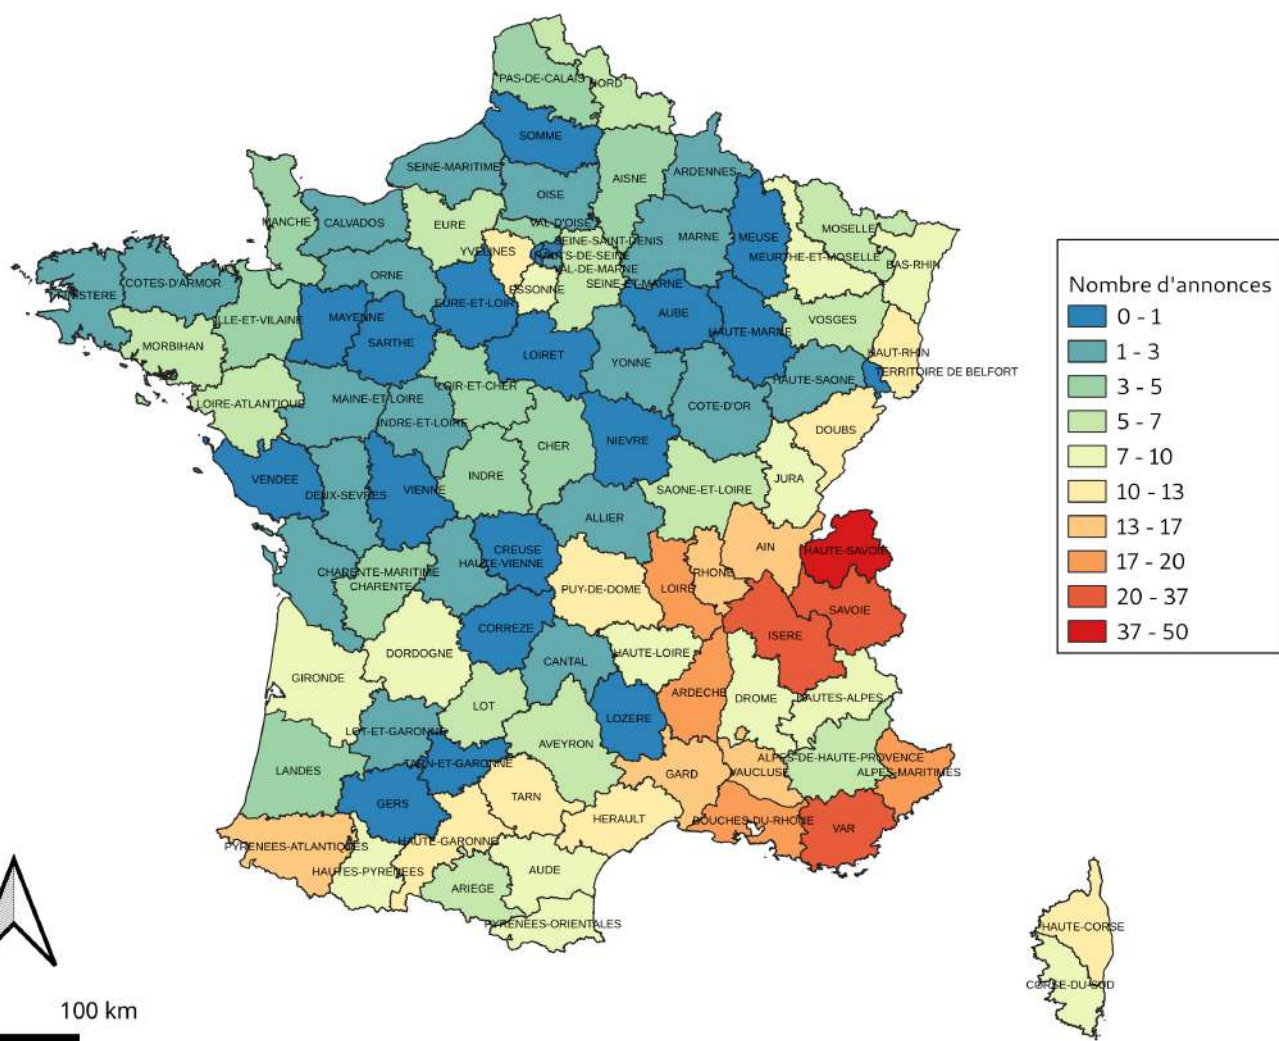 PAS-DE-CALAIS
NORD
SOMME
SEINE-MARITIME
OISE
AISNE
ARDENNES
MANCHE
CALVADOS
EURE
VAL-D'OISE
YVELINES
SEINE-SAINT-DENIS
HAUTS-DE-SEINE
VAL-DE-MARNE
ESSONNE
SEINE-ET-MARNE
MARNE
MEUSE
MEURTHE-ET-MOSELLE
MOSELLE
BAS-RHIN
FINISTERE
COTES-D'ARMOR
ORNE
ILLE-ET-VILAINE
MAYENNE
SARTHE
EURE-ET-LOIR
LOIRET
AUBE
HAUTE-MARNE
VOSGES
MORBIHAN
YONNE
HAUT-RHIN
TERRITOIRE DE BELFORT
HAUTE-SAONE
LOIRE-ATLANTIQUE
MAINE-ET-LOIRE
INDRE-ET-LOIRE
LOIR-ET-CHER
COTE-D'OR
DOUBS
CHER
NIEVRE
INDRE
VENDEE
DEUX-SEVRES
VIENNE
SAONE-ET-LOIRE
JURA
ALLIER
CREUSE
HAUTE-VIENNE
CHARENTE-MARITIME
CHARENTE
PUY-DE-DOME
LOIRE
RHONE
AIN
HAUTE-SAVOIE
SAVOIE
ISERE
CORREZE
DORDOGNE
GIRONDE
CANTAL
HAUTE-LOIRE
ARDECHE
DROME
HAUTES-ALPES
LOT
LOZERE
LOT-ET-GARONNE
AVEYRON
TARN-ET-GARONNE
LANDES
GERS
TARN
GARD
VAUCLUSE
ALPES-DE-HAUTE-PROVENCE
ALPES-MARITIMES
HERAULT
BOUCHES-DU-RHONE
VAR
PYRENEES-ATLANTIQUES
HAUTE-GARONNE
HAUTES-PYRENEES
AUDE
ARIEGE
PYRENEES-ORIENTALES
HAUTE-CORSE
CORSE-DU-SUD
Nombre d'annonces
0 - 1
1 - 3
3 - 5
5 - 7
7 - 10
10 - 13
13 - 17
17 - 20
20 - 37
37 - 50
100 km